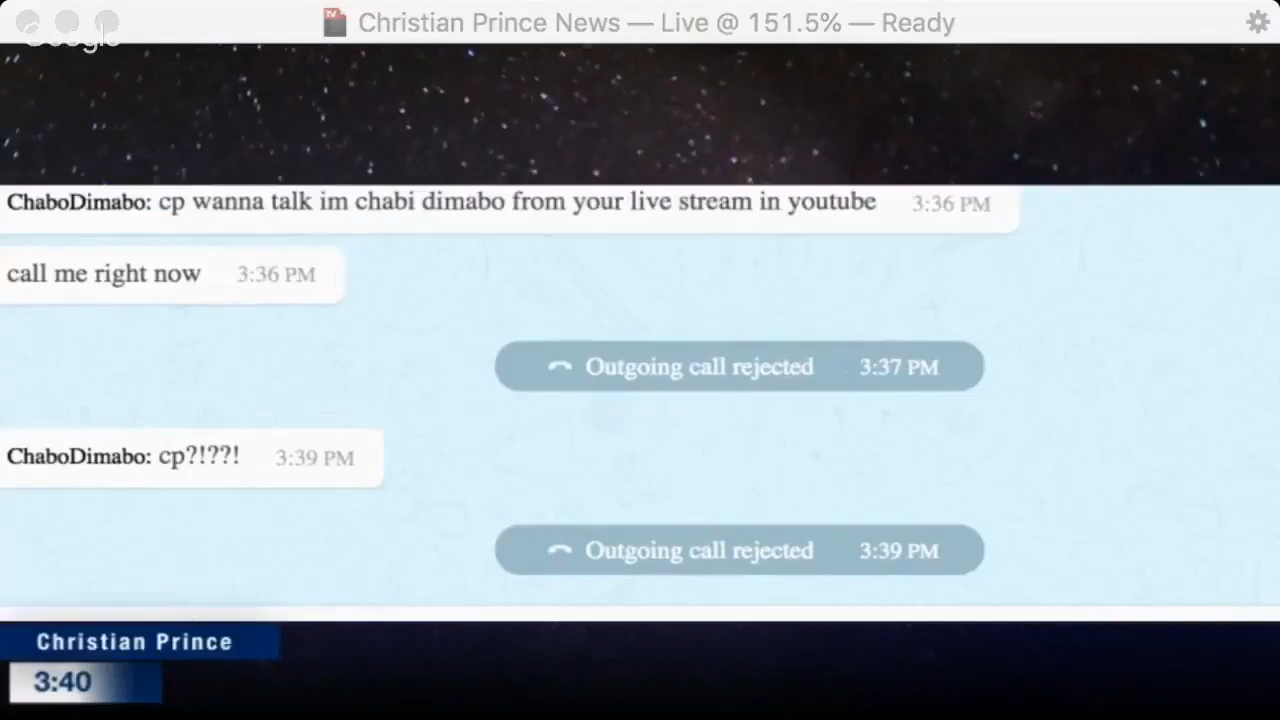 Google
Christian Prince News — Live @ 151.5% — Ready
ChaboDimabo: cp wanna talk im chabi dimabo from your live stream in youtube 3:36 PM
call me right now 3:36 PM
Outgoing call rejected 3:37 PM
ChaboDimabo: cp?!??! 3:39 PM
Outgoing call rejected 3:39 PM
Christian Prince
3:40